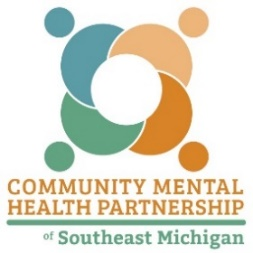 COMMUNITY MENTAL
HEALTH PARTNERSHIP
of Southeast Michigan